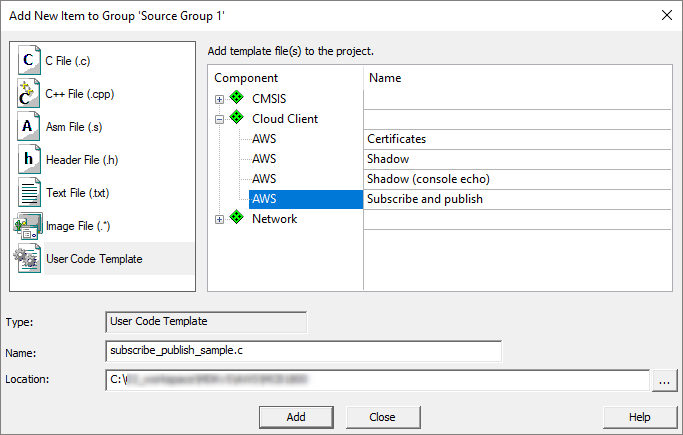 Add New Item to Group 'Source Group 1'
C File (.c)
C++ File (.cpp)
Asm File (.s)
Header File (.h)
Text File (.txt)
Image File (.*)
User Code Template
Add template file(s) to the project.
Component Name
CMSIS
Cloud Client
AWS Certificates
AWS Shadow
AWS Shadow (console echo)
AWS Subscribe and publish
Network
Type: User Code Template
Name: subscribe_publish_sample.c
Location: C:\ ...
Add Close Help